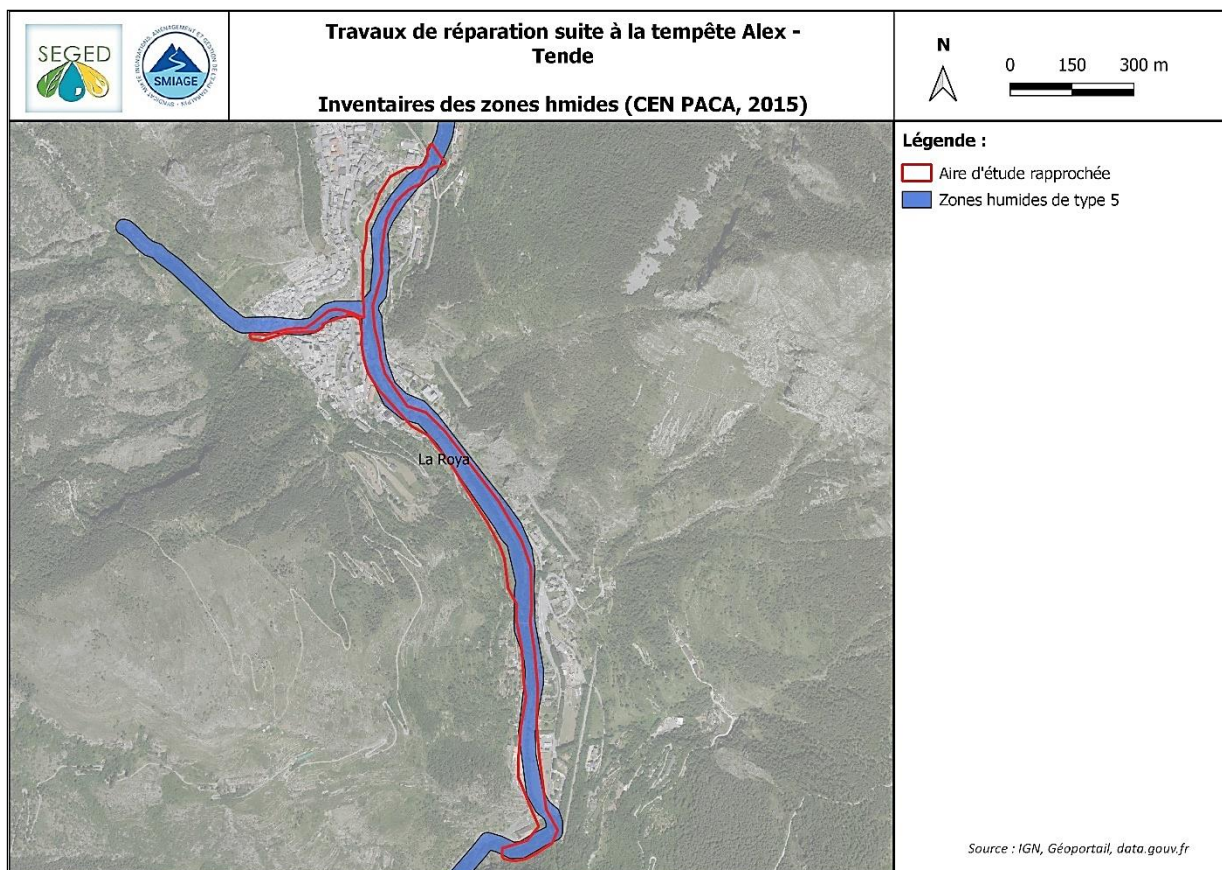 SEGED
SMIAGE
Travaux de réparation suite à la tempête Alex -
Tende
Inventaires des zones hmides (CEN PACA, 2015)
N
0 150 300 m
Légende :
Aire d'étude rapprochée
Zones humides de type 5
La Roya
Source : IGN, Géoportail, data.gouv.fr